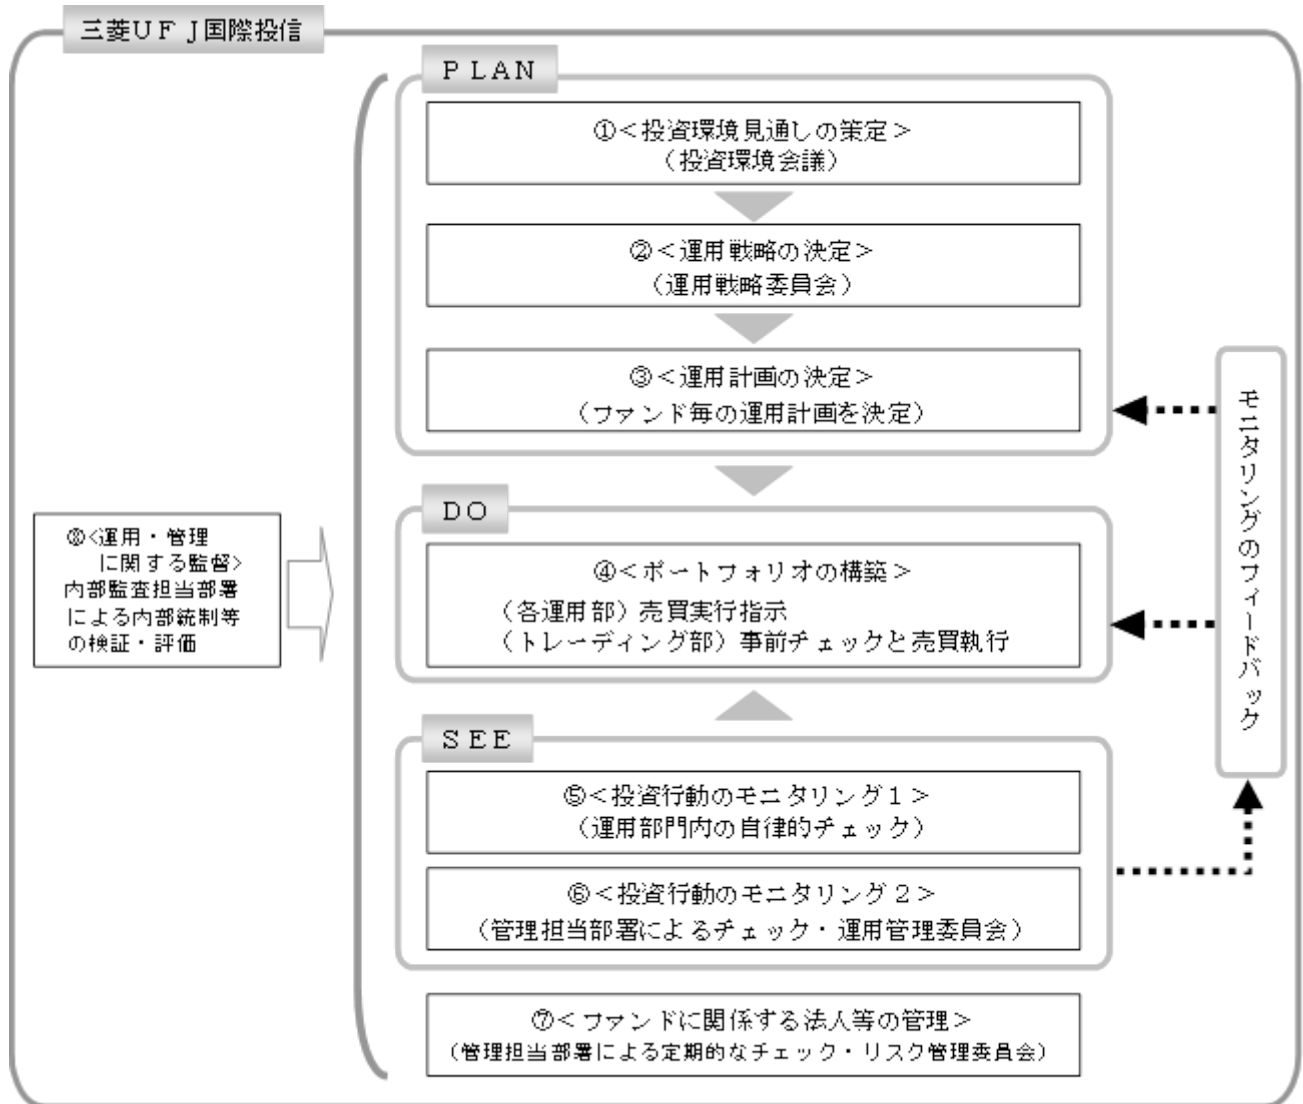 三菱ＵＦＪ国際投信
ＰＬＡＮ
①＜投資環境見通しの策定＞
（投資環境会議）
②＜運用戦略の決定＞
（運用戦略委員会）
③＜運用計画の決定＞
（ファンド毎の運用計画を決定）
ＤＯ
④＜ポートフォリオの構築＞
（各運用部）売買実行指示
（トレーディング部）事前チェックと売買執行
ＳＥＥ
⑤＜投資行動のモニタリング１＞
（運用部門内の自律的チェック）
⑥＜投資行動のモニタリング２＞
（管理担当部署によるチェック・運用管理委員会）
⑦＜ファンドに関係する法人等の管理＞
（管理担当部署による定期的なチェック・リスク管理委員会）
⑧<運用・管理
に関する監督>
内部監査担当部署
による内部統制等
の検証・評価
モニタリングのフィードバック